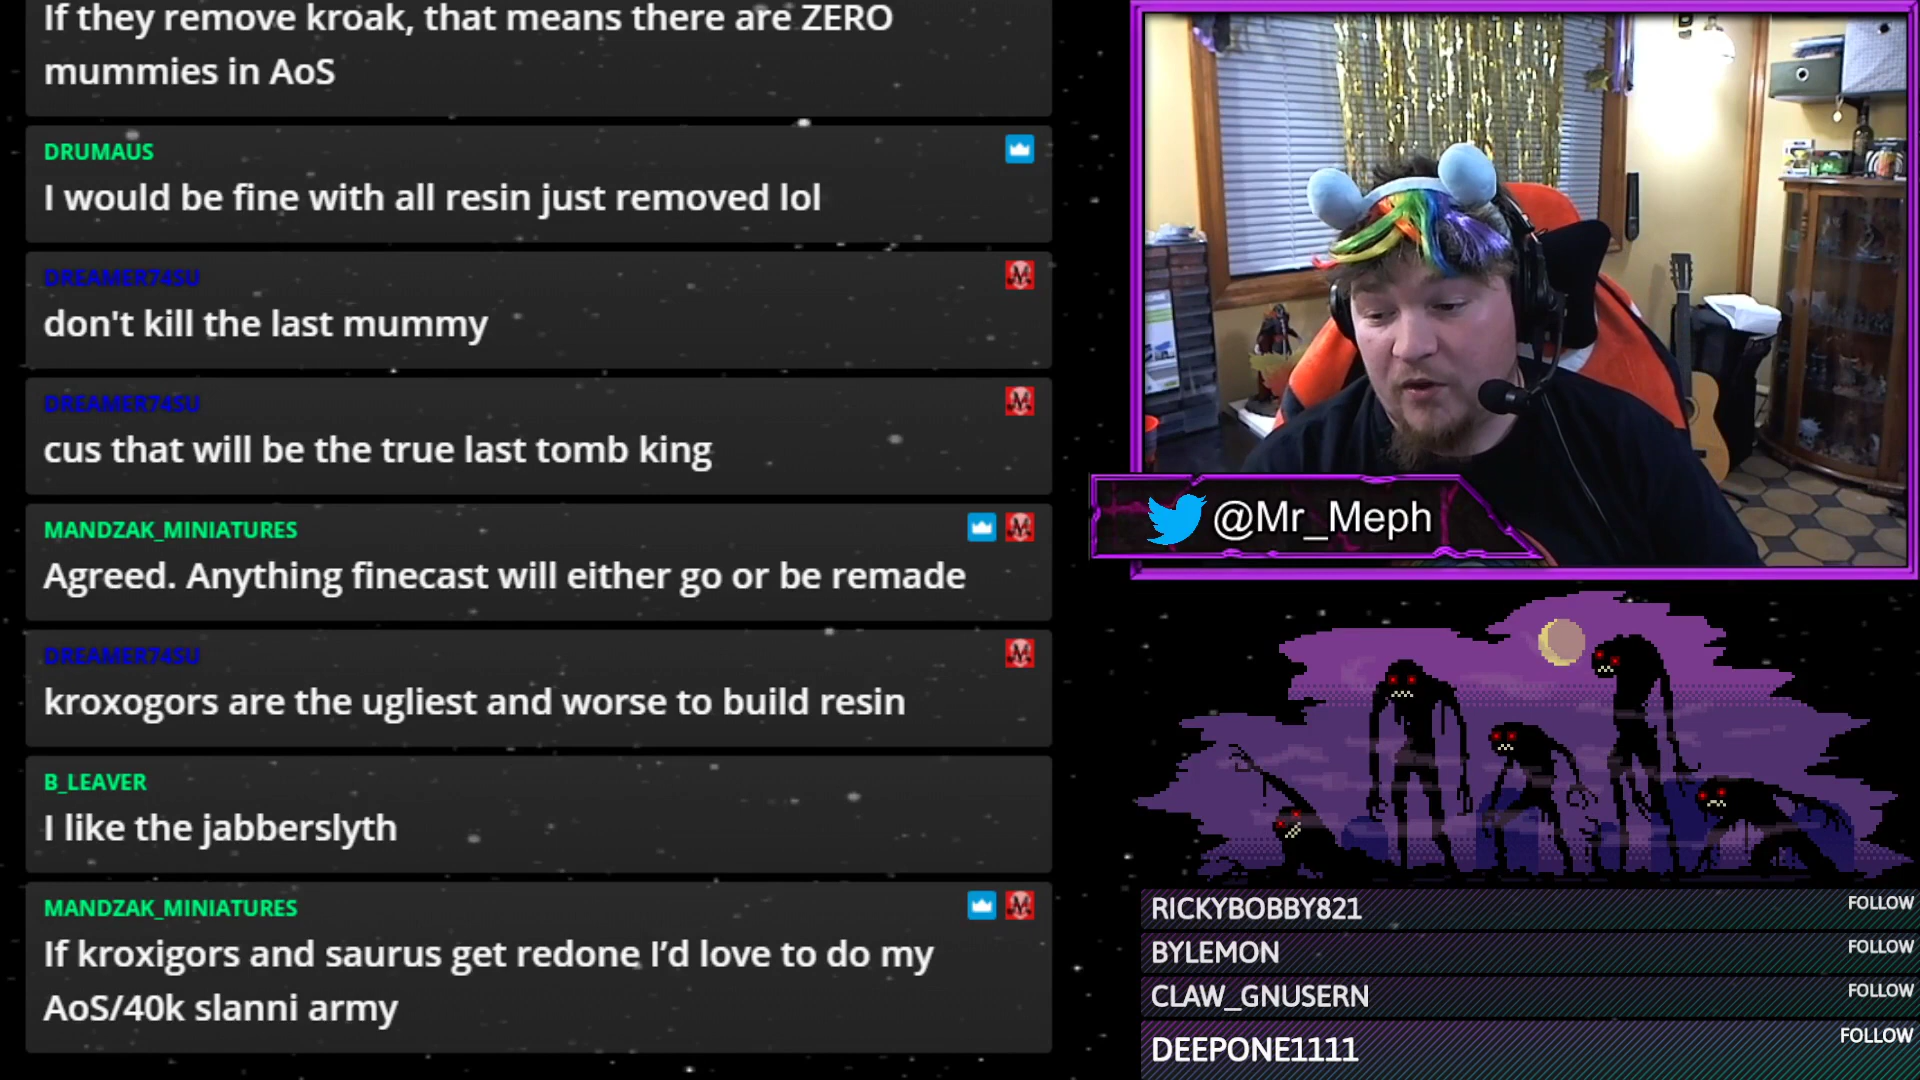 If they remove kroak, that means there are ZERO
mummies in AoS
DRUMAUS
I would be fine with all resin just removed lol
DREAMER74SU
don't kill the last mummy
DREAMER74SU
cus that will be the true last tomb king
MANDZAK_MINIATURES
Agreed. Anything finecast will either go or be remade
DREAMER74SU
kroxogors are the ugliest and worse to build resin
B_LEAVER
I like the jabberslyth
MANDZAK_MINIATURES
If kroxigors and saurus get redone I’d love to do my
AoS/40k slanni army
@Mr_Meph
RICKYBOBBY821 FOLLOW
BYLEMON FOLLOW
CLAW_GNUSERN FOLLOW
DEEPONE1111 FOLLOW